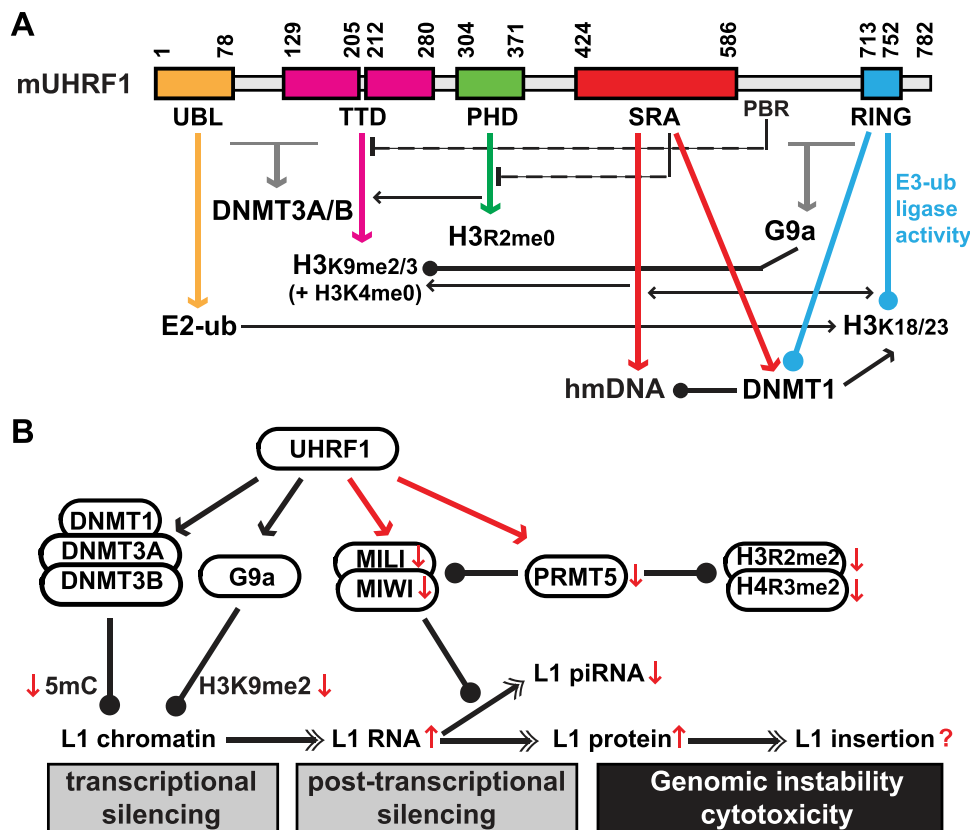 A
1 78 129 205 212 280 304 371 424 586 713 752 782
mUHRF1
UBL TTD PHD SRA PBR RING
E3-ub
ligase
activity
DNMT3A/B
H3R2me0
G9a
H3K9me2/3
(+ H3K4me0)
E2-ub
H3K18/23
hmDNA
DNMT1
B
UHRF1
DNMT1
DNMT3A
DNMT3B
G9a
MILI ↓
MIWI ↓
PRMT5 ↓
H3R2me2 ↓
H4R3me2 ↓
↓ 5mC
H3K9me2 ↓
L1 piRNA ↓
L1 chromatin
L1 RNA ↑
L1 protein ↑
L1 insertion ?
transcriptional
silencing
post-transcriptional
silencing
Genomic instability
cytotoxicity